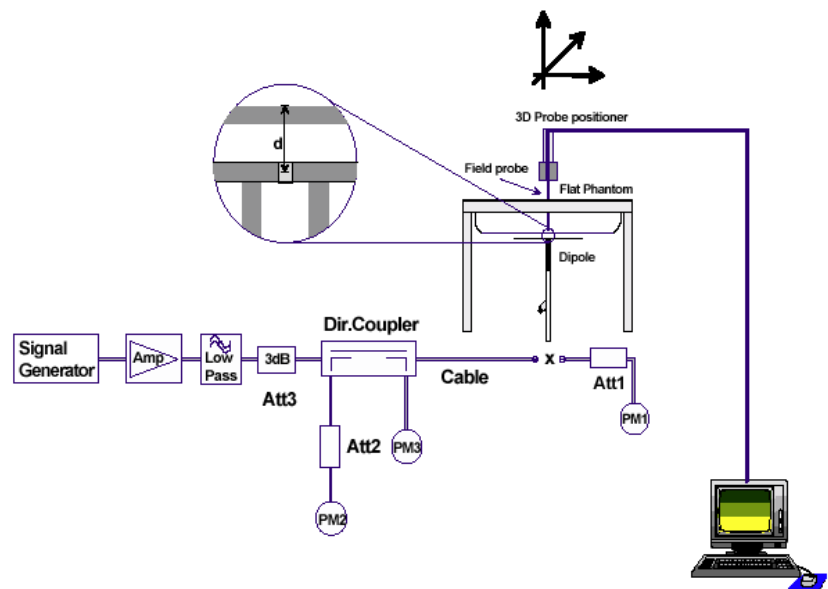 3D Probe positioner
d
Field probe
Flat Phantom
Dipole
Signal
Generator
Amp
Low
Pass
3dB
Att3
Dir.Coupler
Cable
x
Att1
PM1
Att2
PM3
PM2